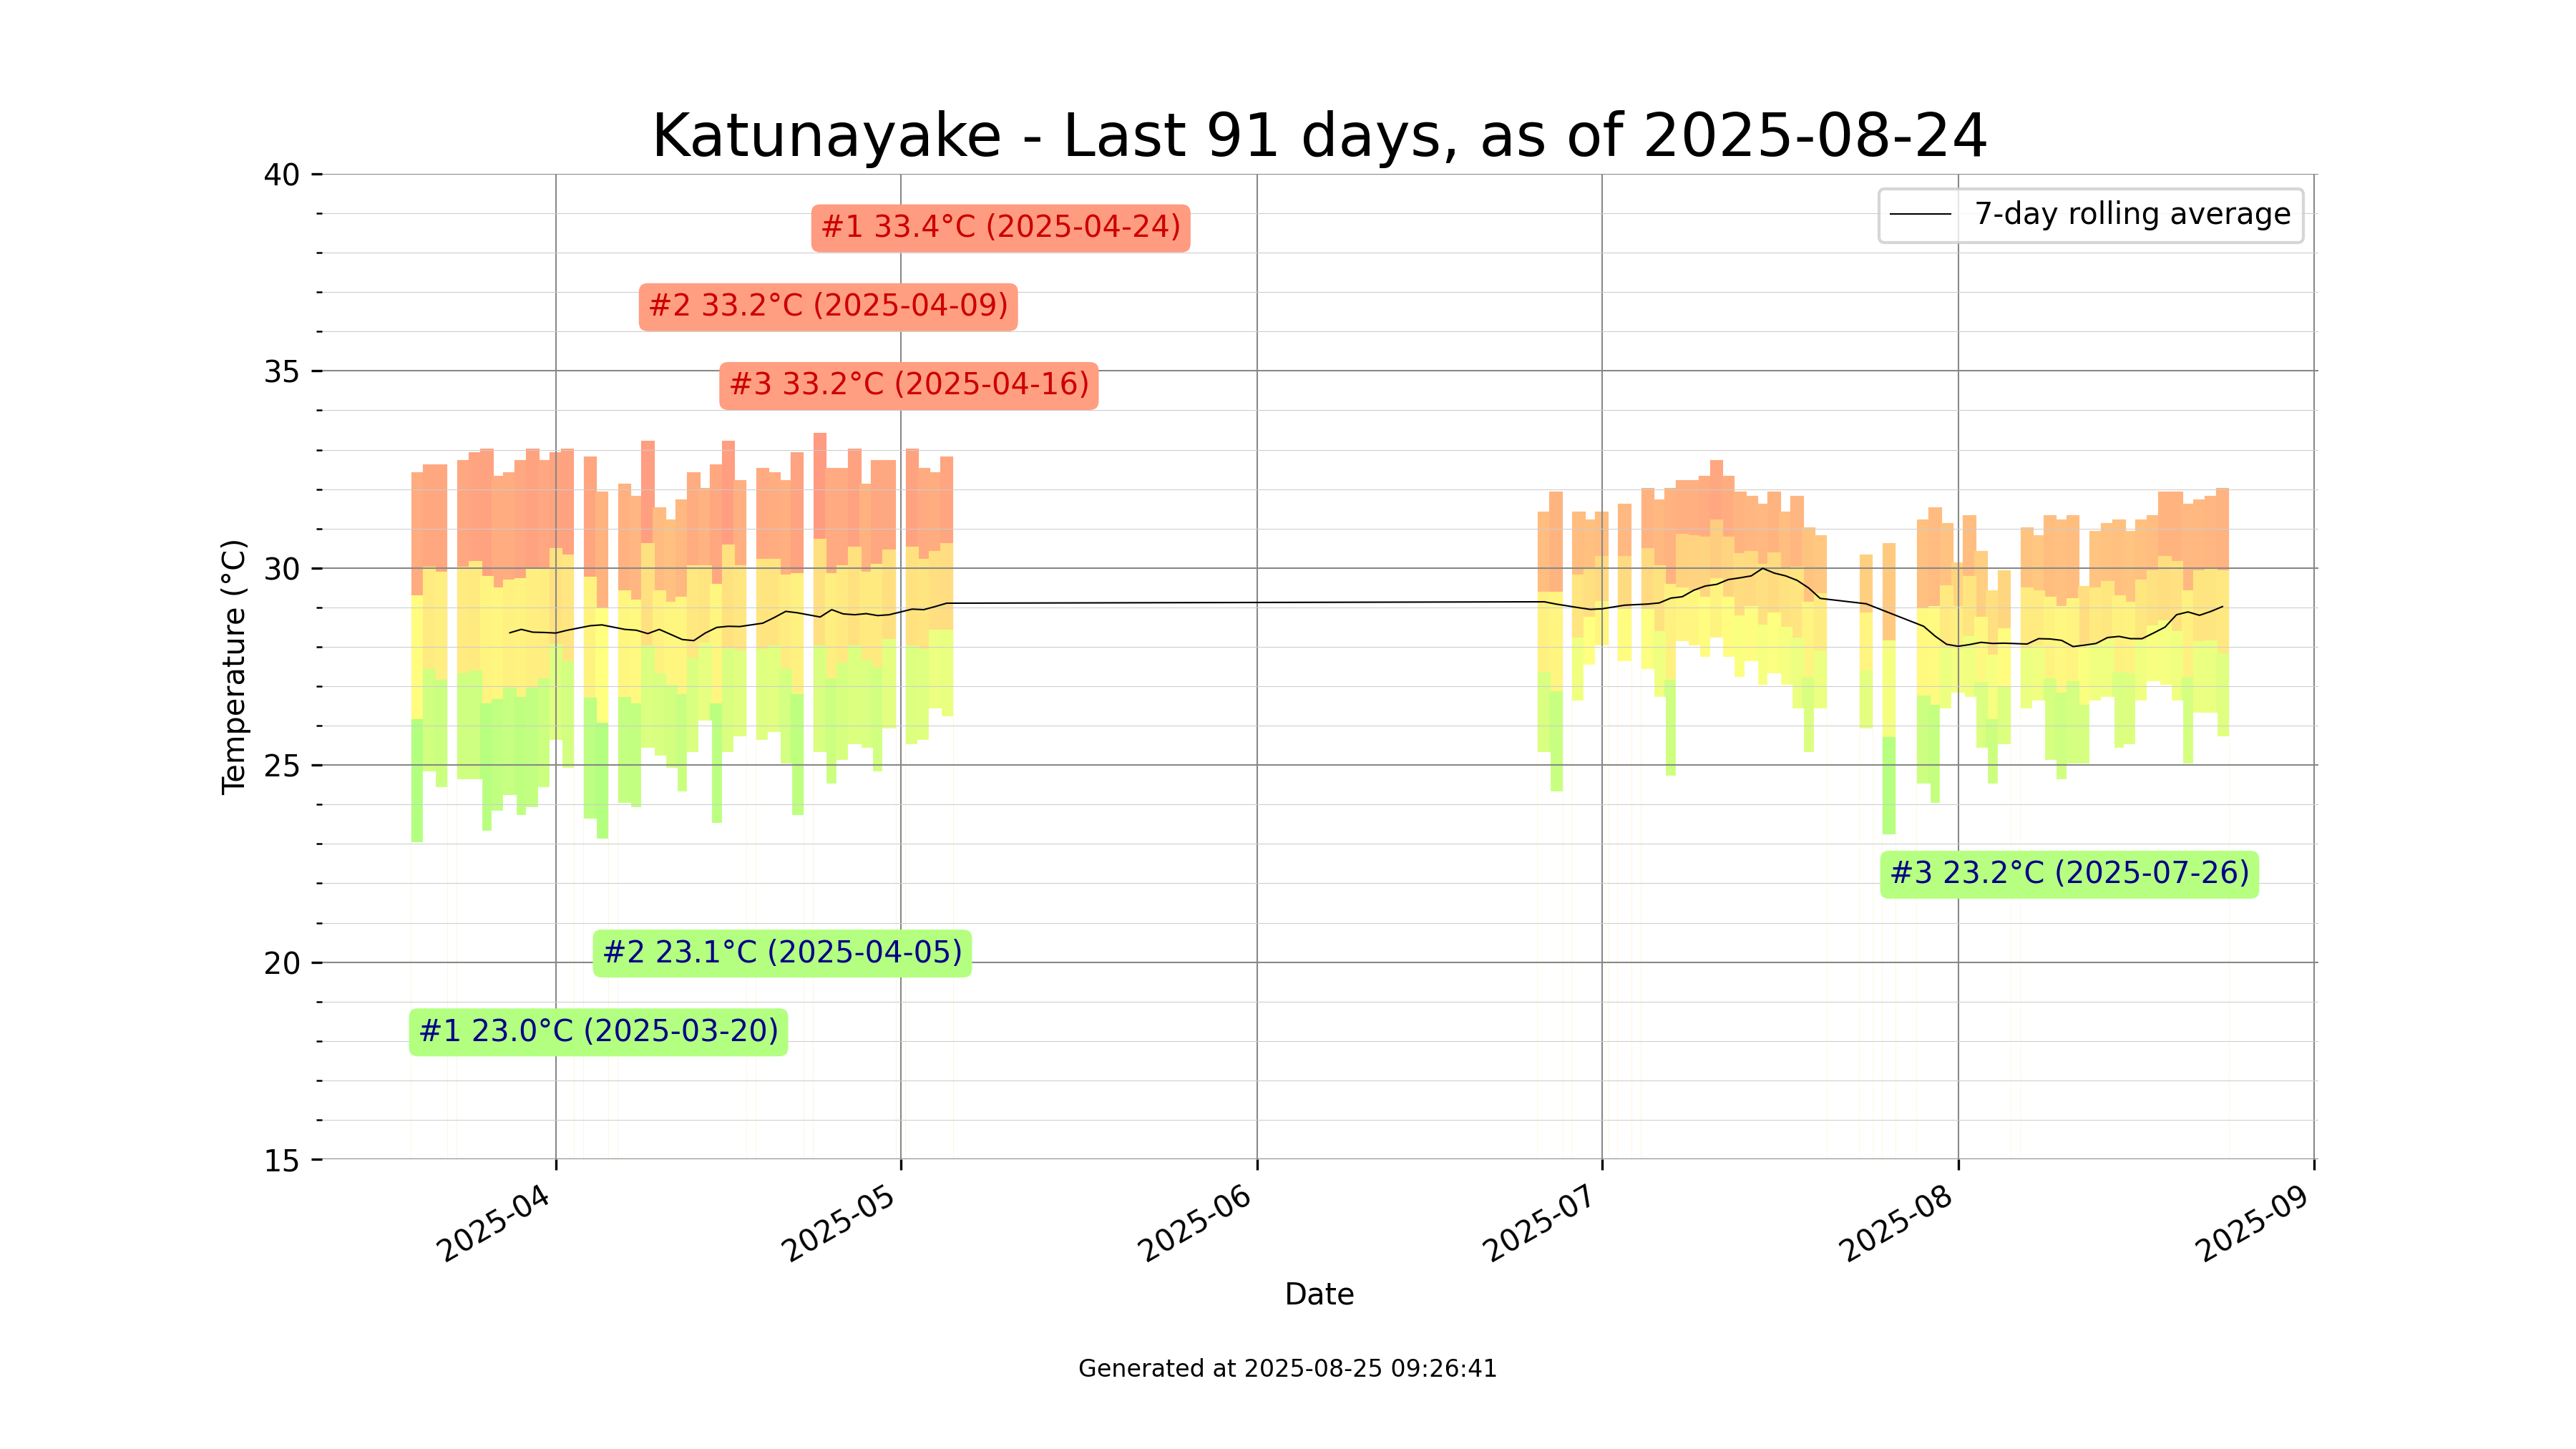 Katunayake - Last 91 days, as of 2025-08-24
40
35
30
25
20
15
Temperature (°C)
7-day rolling average
#1 33.4°C (2025-04-24)
#2 33.2°C (2025-04-09)
#3 33.2°C (2025-04-16)
#3 23.2°C (2025-07-26)
#2 23.1°C (2025-04-05)
#1 23.0°C (2025-03-20)
2025-04
2025-05
2025-06
2025-07
2025-08
2025-09
Date
Generated at 2025-08-25 09:26:41